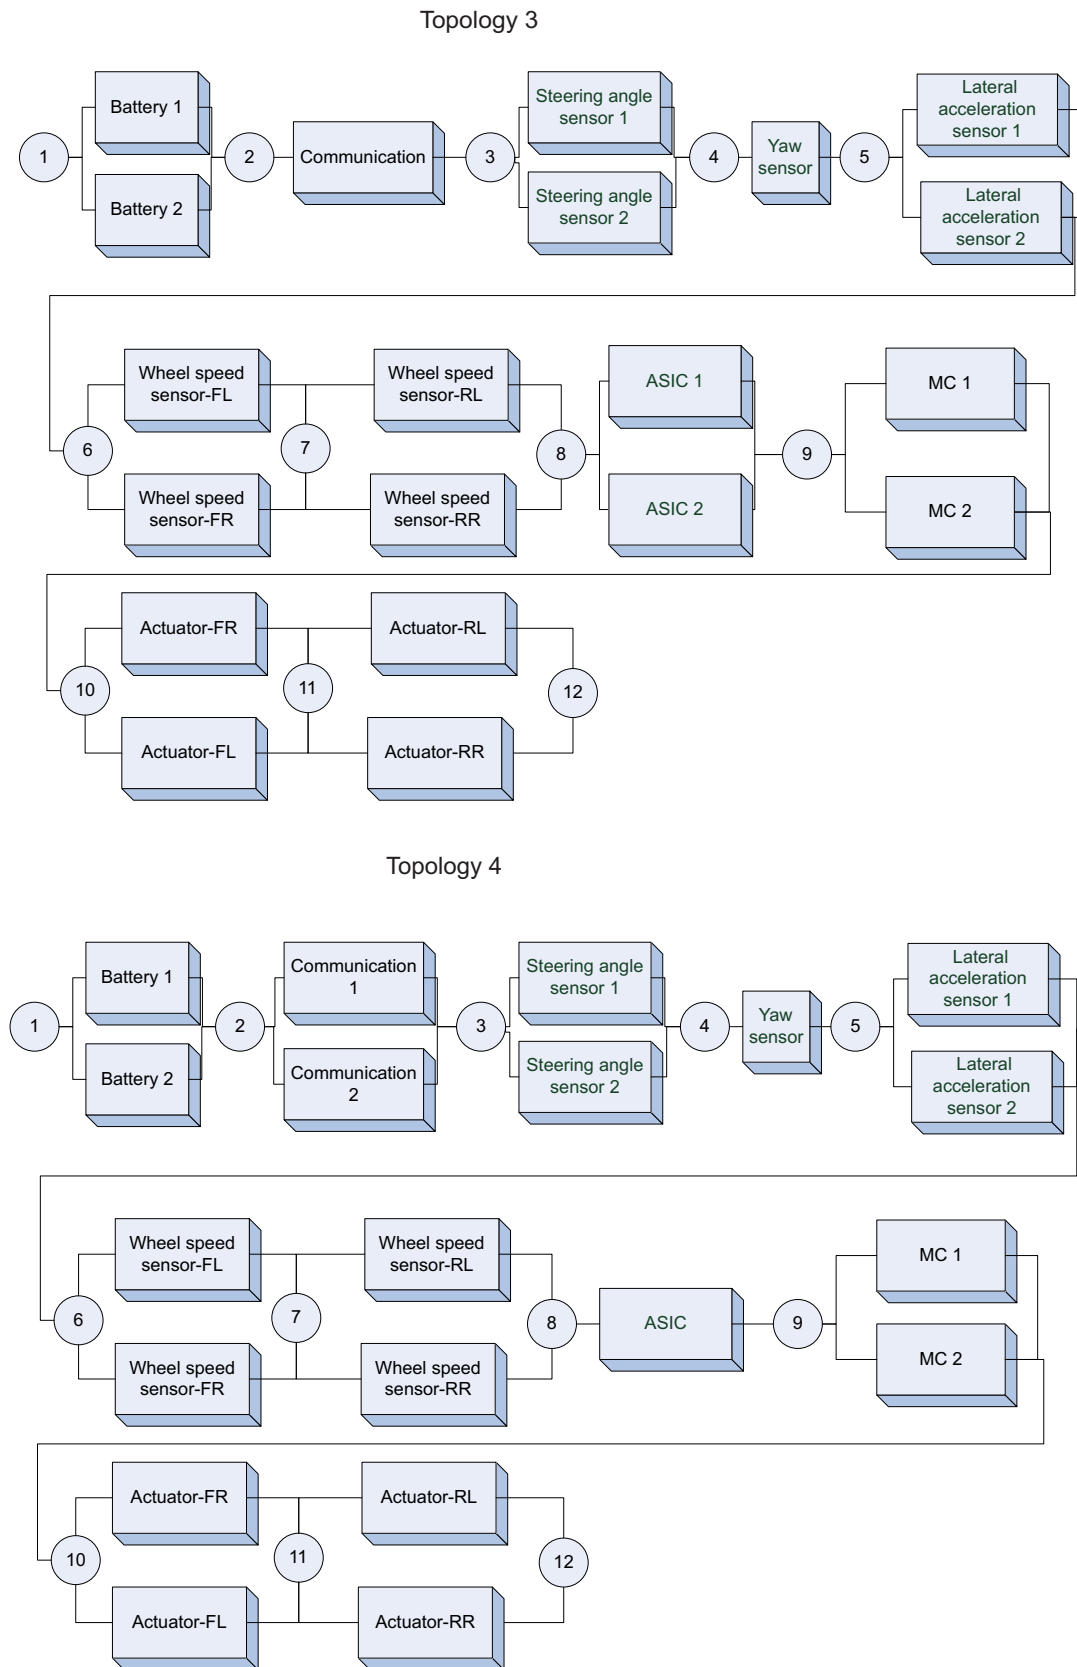 Topology 3
1
Battery 1
Battery 2
2
Communication
3
Steering angle
sensor 1
Steering angle
sensor 2
4
Yaw
sensor
5
Lateral
acceleration
sensor 1
Lateral
acceleration
sensor 2
6
Wheel speed
sensor-FL
Wheel speed
sensor-FR
7
Wheel speed
sensor-RL
Wheel speed
sensor-RR
8
ASIC 1
ASIC 2
9
MC 1
MC 2
10
Actuator-FR
Actuator-FL
11
Actuator-RL
Actuator-RR
12
Topology 4
1
Battery 1
Battery 2
2
Communication
1
Communication
2
3
Steering angle
sensor 1
Steering angle
sensor 2
4
Yaw
sensor
5
Lateral
acceleration
sensor 1
Lateral
acceleration
sensor 2
6
Wheel speed
sensor-FL
Wheel speed
sensor-FR
7
Wheel speed
sensor-RL
Wheel speed
sensor-RR
8
ASIC
9
MC 1
MC 2
10
Actuator-FR
Actuator-FL
11
Actuator-RL
Actuator-RR
12